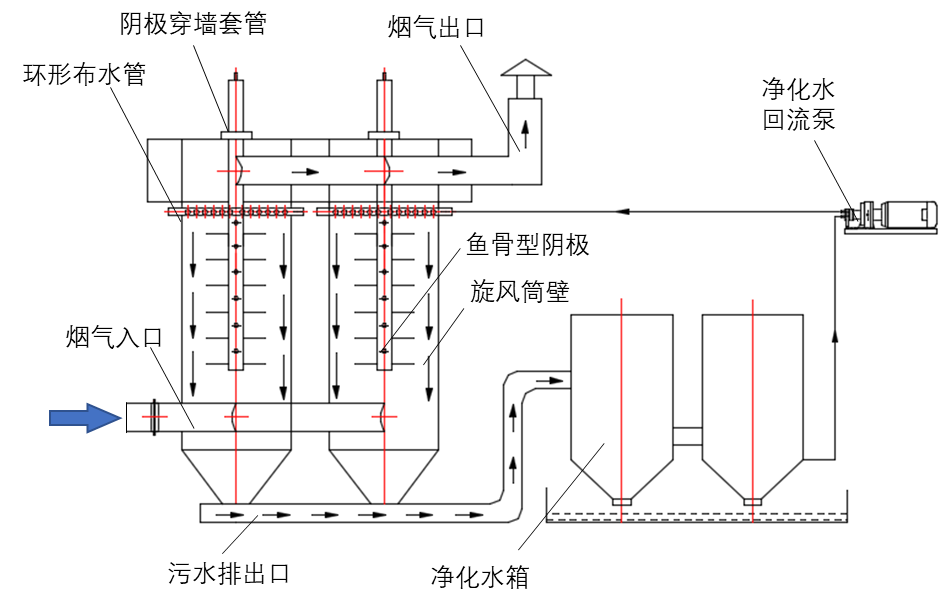 阴极穿墙套管
烟气出口
环形布水管
净化水
回流泵
鱼骨型阴极
旋风筒壁
烟气入口
污水排出口
净化水箱